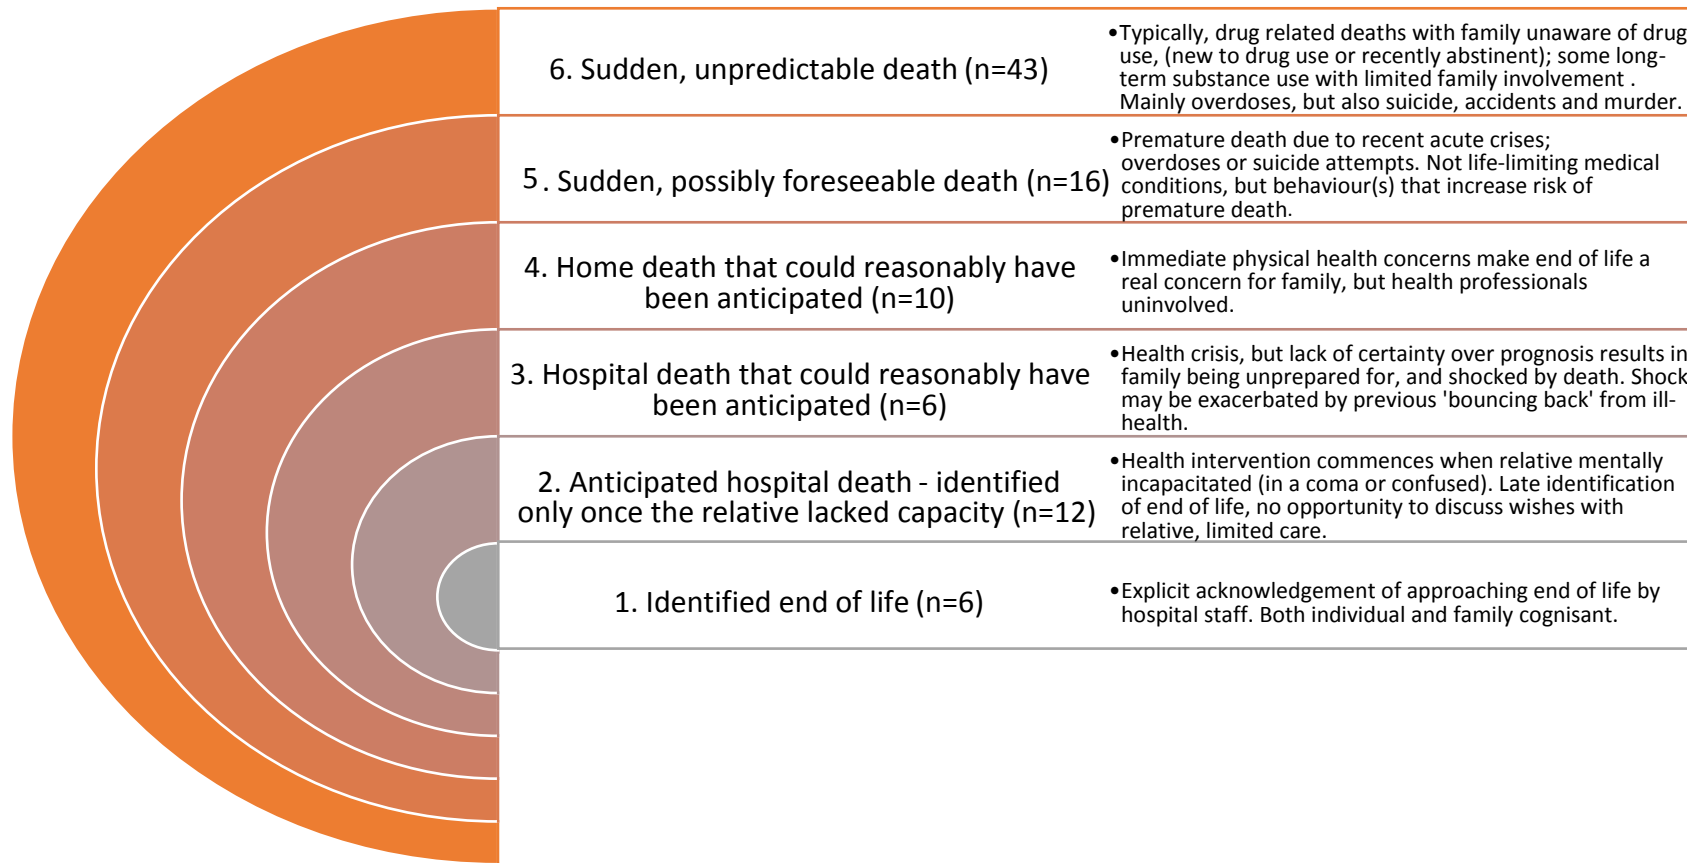 6. Sudden, unpredictable death (n=43)
•Typically, drug related deaths with family unaware of drug
use, (new to drug use or recently abstinent); some long-
term substance use with limited family involvement .
Mainly overdoses, but also suicide, accidents and murder.
5. Sudden, possibly foreseeable death (n=16)
•Premature death due to recent acute crises;
overdoses or suicide attempts. Not life-limiting medical
conditions, but behaviour(s) that increase risk of
premature death.
4. Home death that could reasonably have
been anticipated (n=10)
•Immediate physical health concerns make end of life a
real concern for family, but health professionals
uninvolved.
3. Hospital death that could reasonably have
been anticipated (n=6)
•Health crisis, but lack of certainty over prognosis results in
family being unprepared for, and shocked by death. Shock
may be exacerbated by previous 'bouncing back' from ill-
health.
2. Anticipated hospital death - identified
only once the relative lacked capacity (n=12)
•Health intervention commences when relative mentally
incapacitated (in a coma or confused). Late identification
of end of life, no opportunity to discuss wishes with
relative, limited care.
1. Identified end of life (n=6)
•Explicit acknowledgement of approaching end of life by
hospital staff. Both individual and family cognisant.